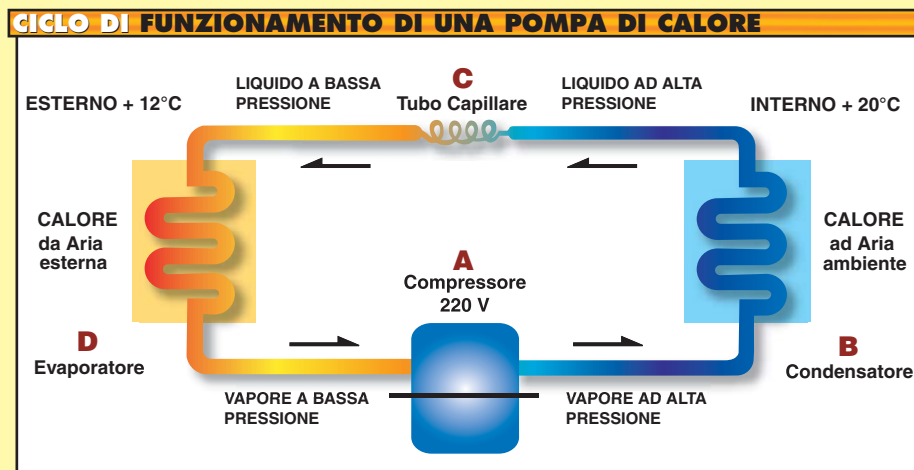 CICLO DI FUNZIONAMENTO DI UNA POMPA DI CALORE
ESTERNO + 12°C
LIQUIDO A BASSA
PRESSIONE
C
Tubo Capillare
LIQUIDO AD ALTA
PRESSIONE
INTERNO + 20°C
CALORE
da Aria
esterna
A
Compressore
220 V
CALORE
ad Aria
ambiente
D
Evaporatore
B
Condensatore
VAPORE A BASSA
PRESSIONE
VAPORE AD ALTA
PRESSIONE